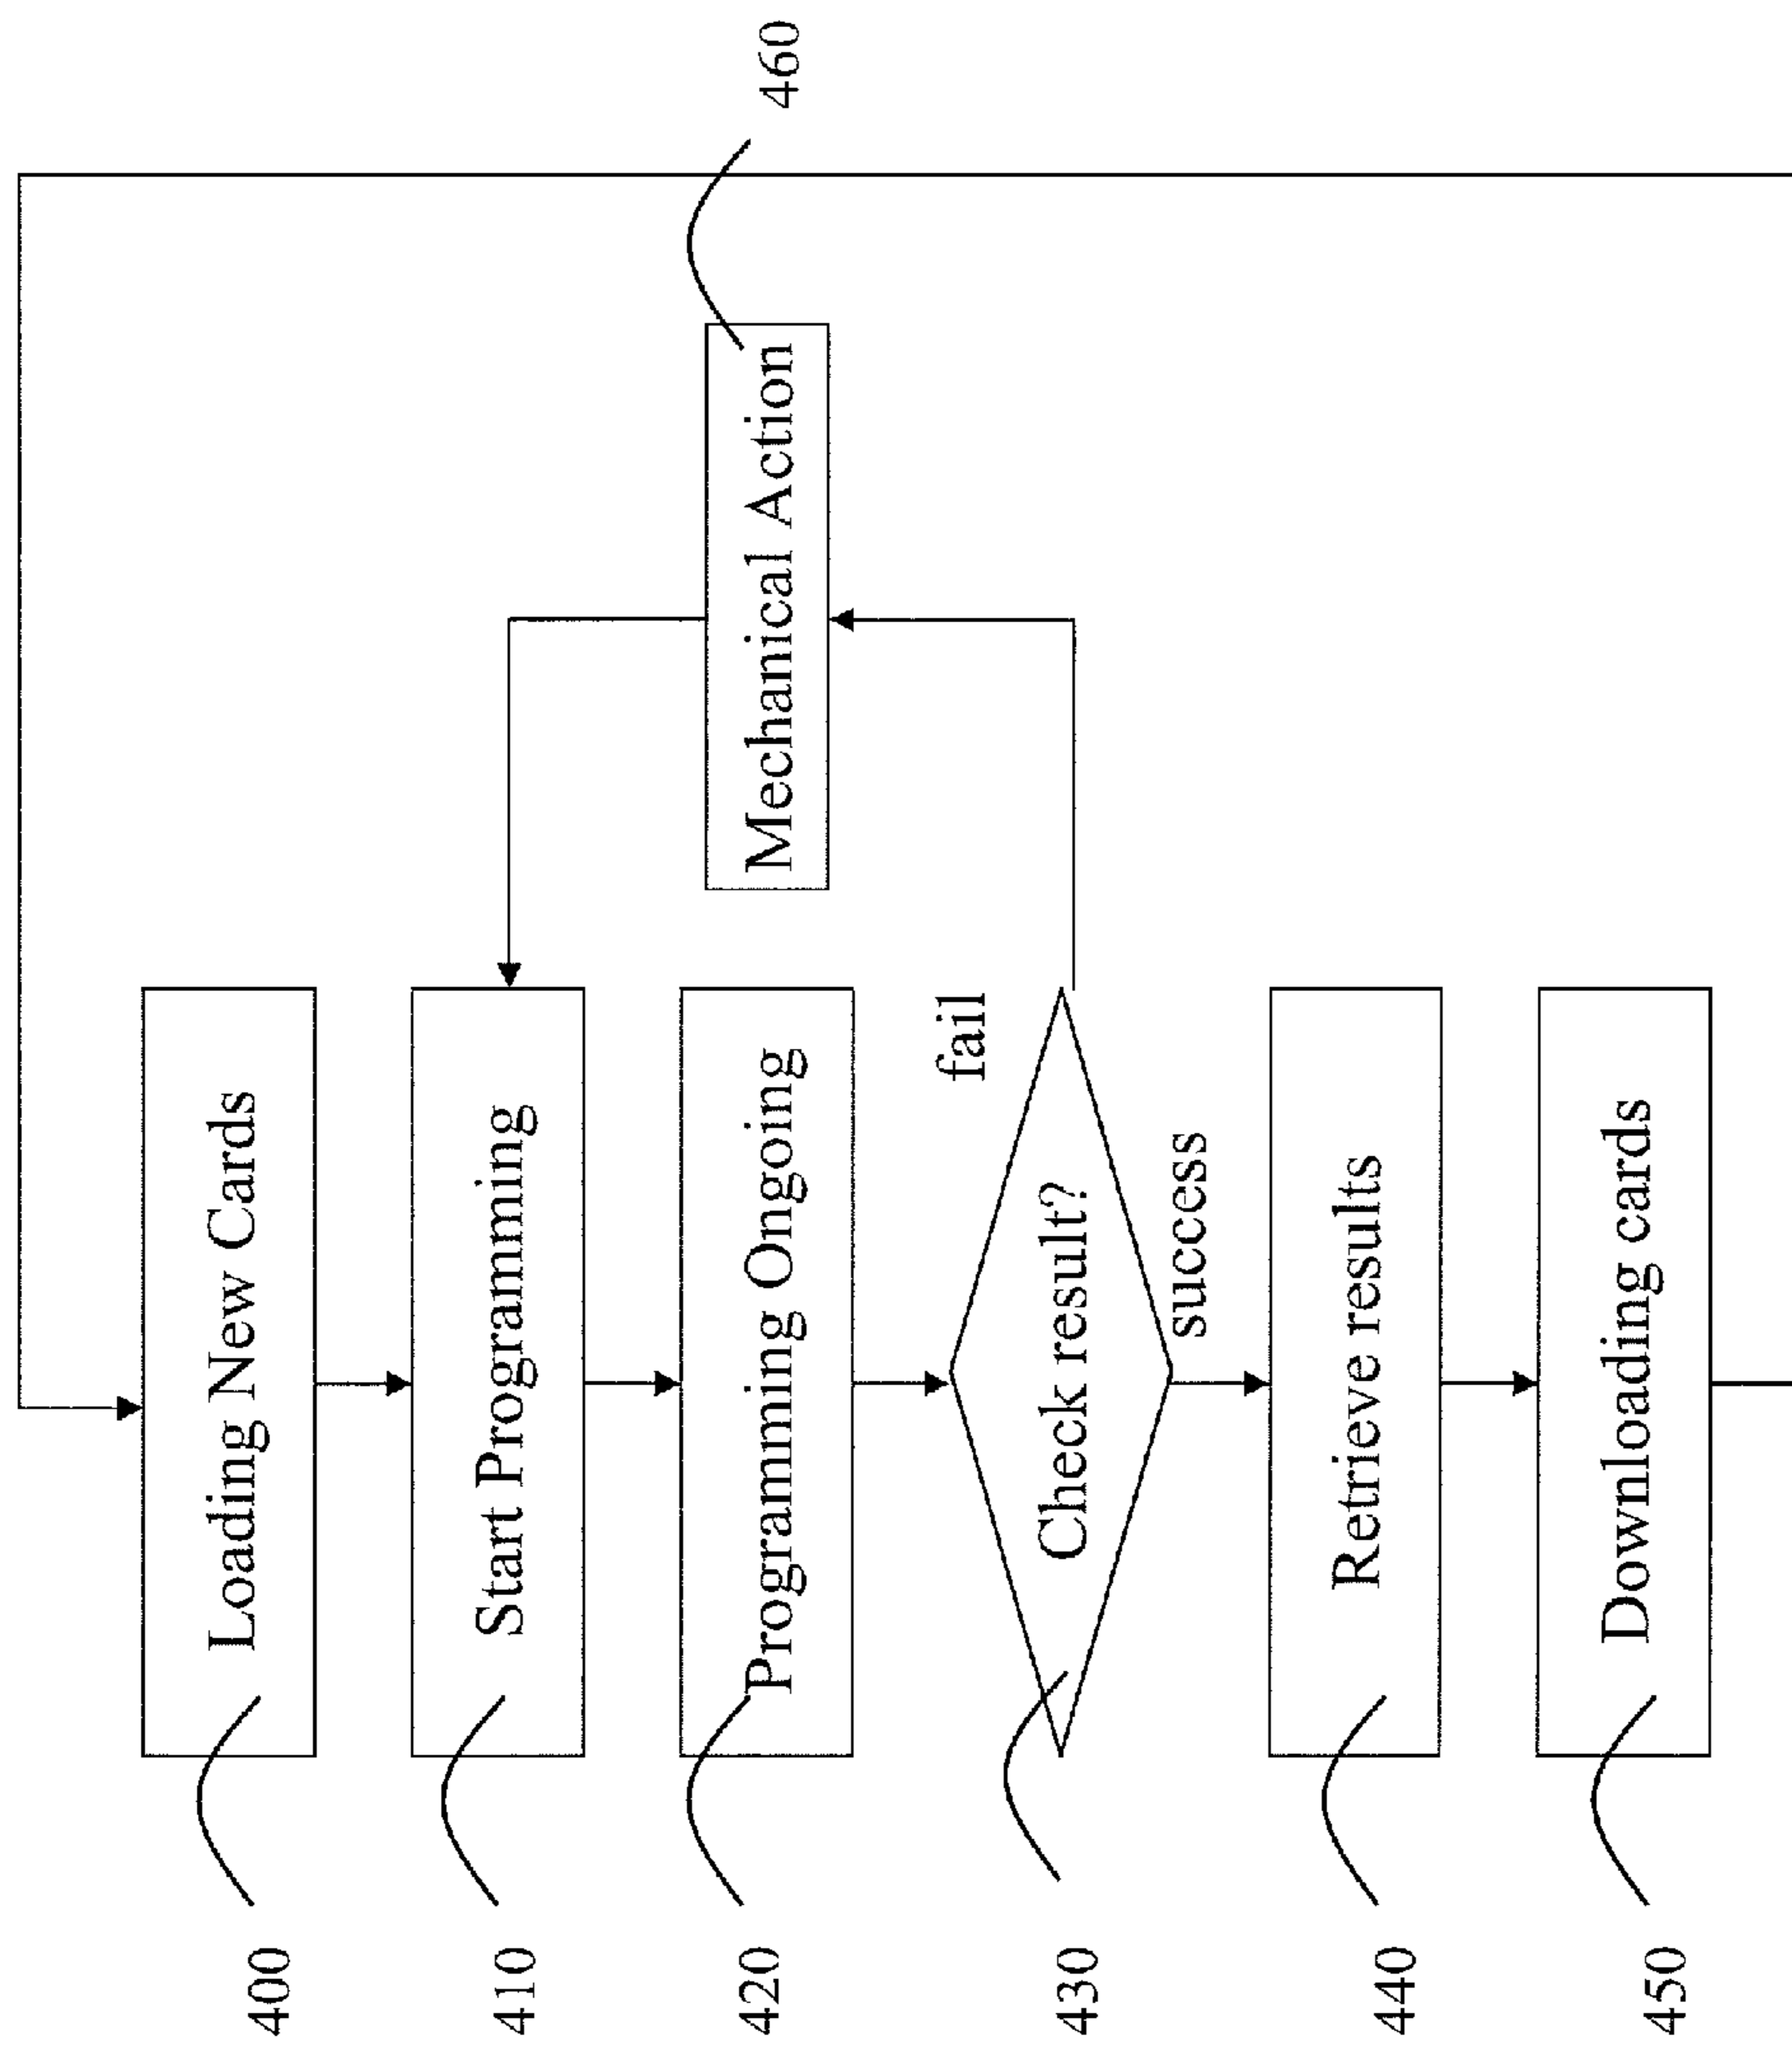 400
Loading New Cards
410
Start Programming
420
Programming Ongoing
460
Mechanical Action
430
Check result?
fail
success
440
Retrieve results
450
Downloading cards